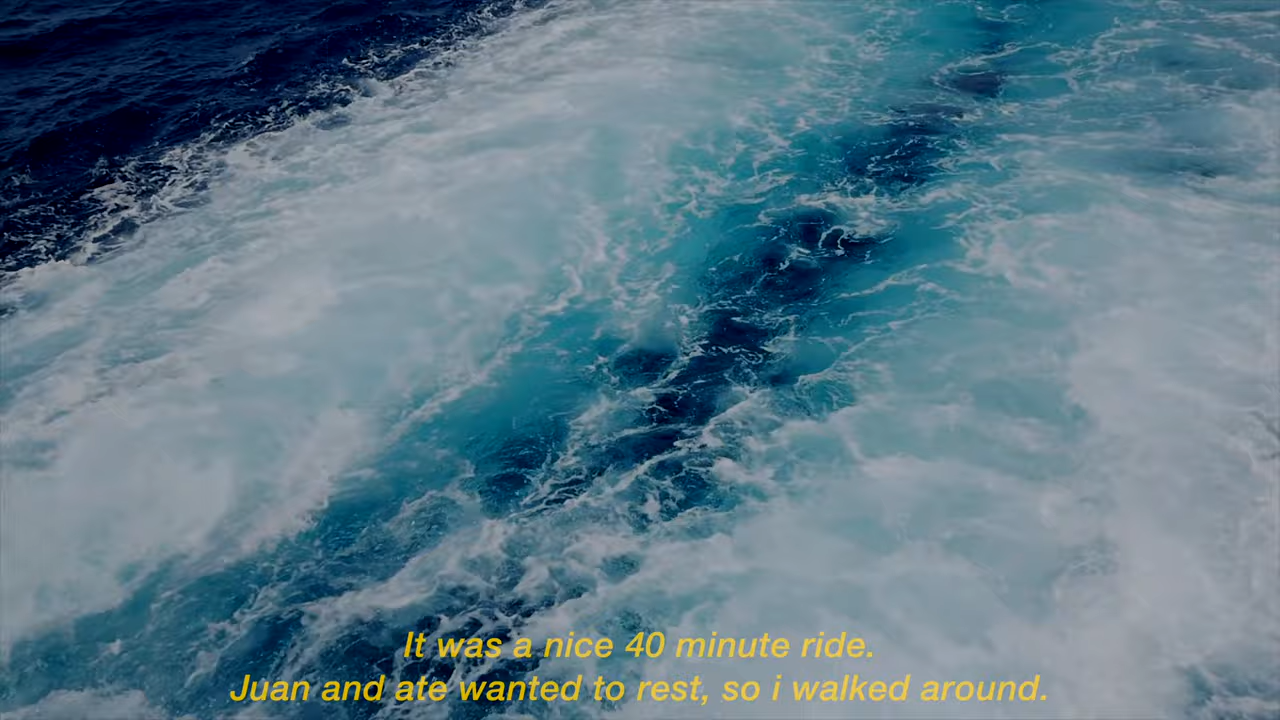 It was a nice 40 minute ride.
Juan and ate wanted to rest, so i walked around.